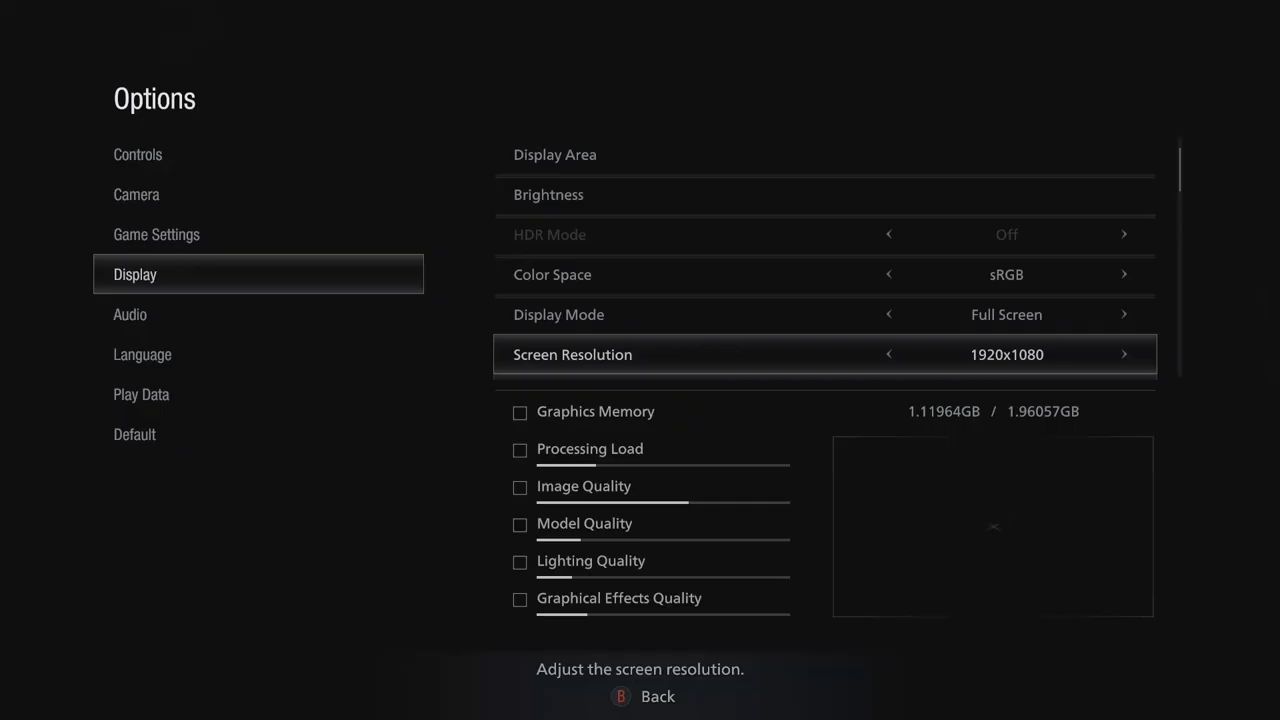 Options
Controls
Camera
Game Settings
Display
Audio
Language
Play Data
Default
Display Area
Brightness
HDR Mode < Off >
Color Space < sRGB >
Display Mode < Full Screen >
Screen Resolution < 1920x1080 >
Graphics Memory 1.11964GB / 1.96057GB
Processing Load
Image Quality
Model Quality
Lighting Quality
Graphical Effects Quality
Adjust the screen resolution.
B Back